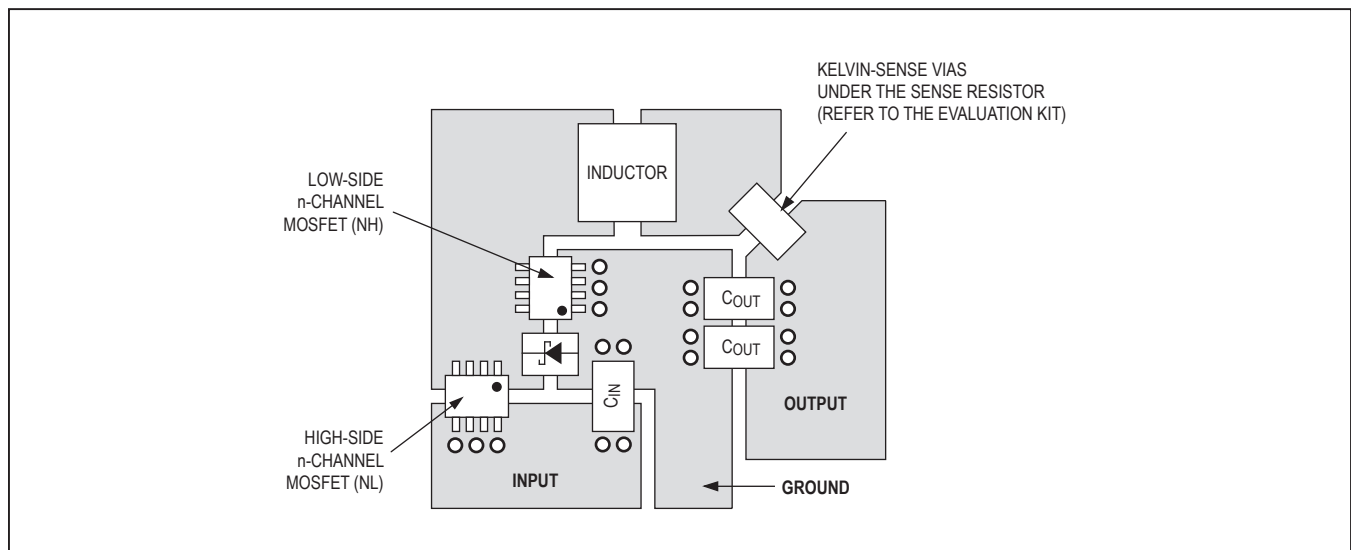 KELVIN-SENSE VIAS
UNDER THE SENSE RESISTOR
(REFER TO THE EVALUATION KIT)
INDUCTOR
LOW-SIDE
n-CHANNEL
MOSFET (NH)
COUT
COUT
CIN
OUTPUT
HIGH-SIDE
n-CHANNEL
MOSFET (NL)
INPUT
GROUND